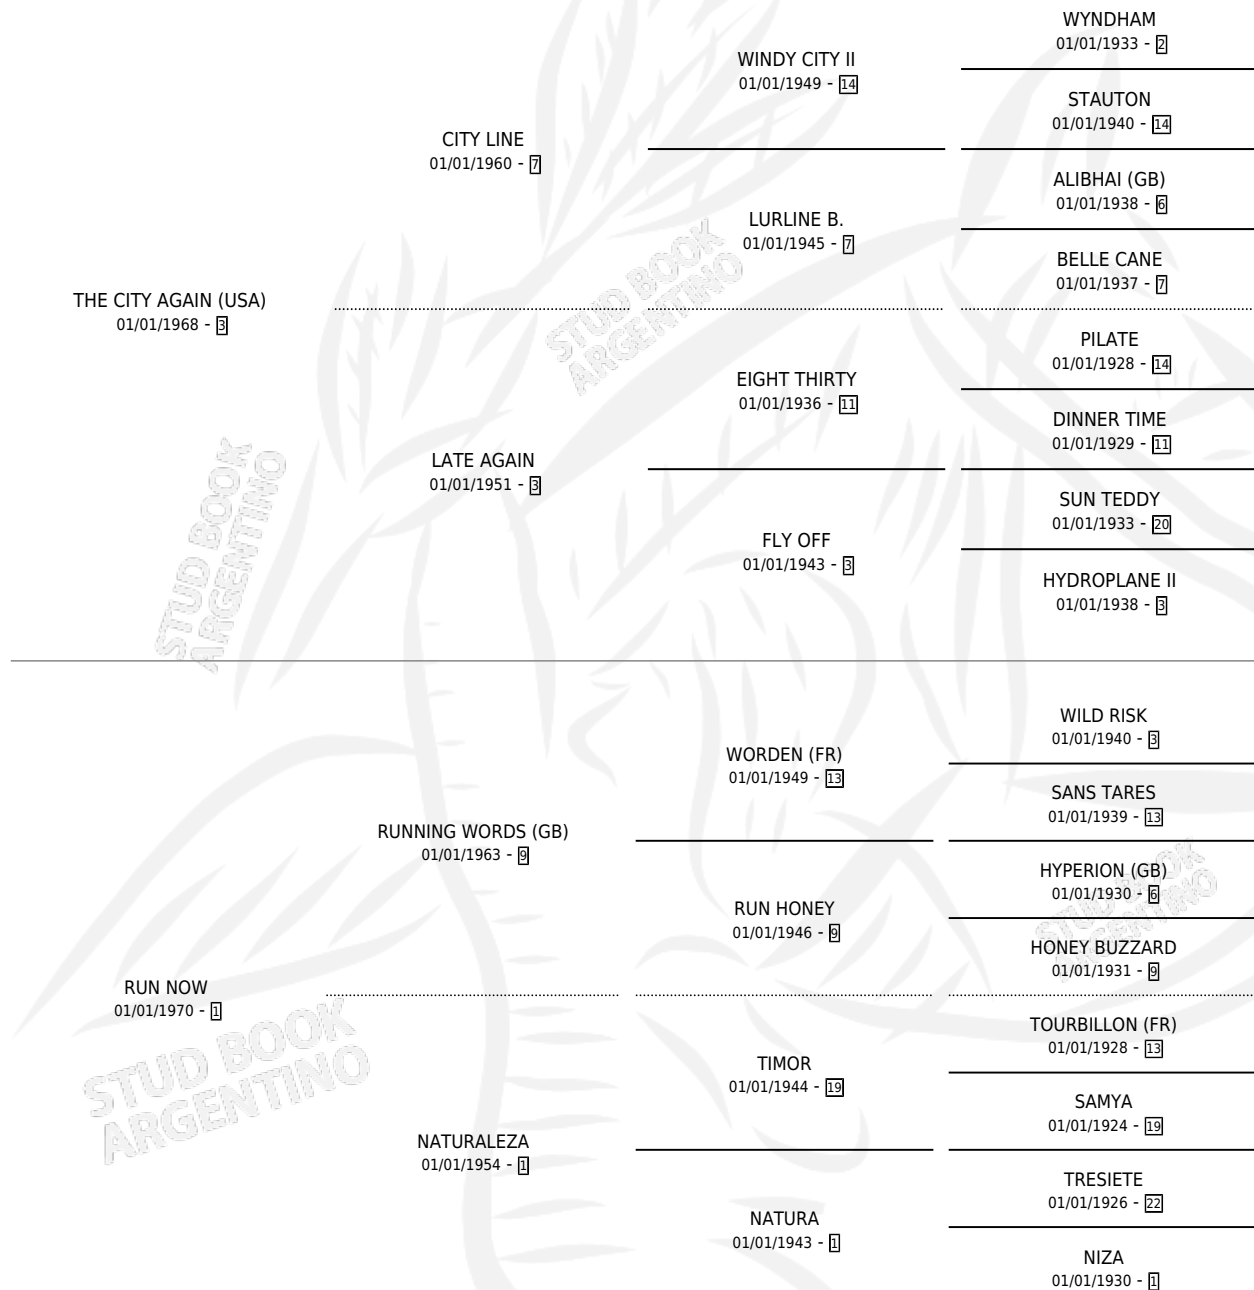 WYNDHAM
01/01/1933 - 2
WINDY CITY II
01/01/1949 - 14
STAUTON
01/01/1940 - 14
CITY LINE
01/01/1960 - 7
ALIBHAI (GB)
01/01/1938 - 6
LURLINE B.
01/01/1945 - 7
BELLE CANE
01/01/1937 - 7
THE CITY AGAIN (USA)
01/01/1968 - 3
STUD BOOK
ARGENTINO
PILATE
01/01/1928 - 14
EIGHT THIRTY
01/01/1936 - 11
DINNER TIME
01/01/1929 - 11
LATE AGAIN
01/01/1951 - 3
SUN TEDDY
01/01/1933 - 20
FLY OFF
01/01/1943 - 3
HYDROPLANE II
01/01/1938 - 3
STUD BOOK
ARGENTINO
WILD RISK
01/01/1940 - 3
WORDEN (FR)
01/01/1949 - 13
SANS TARES
01/01/1939 - 13
RUNNING WORDS (GB)
01/01/1963 - 9
HYPERION (GB)
01/01/1930 - 6
RUN HONEY
01/01/1946 - 9
STUD BOOK
ARGENTINO
HONEY BUZZARD
01/01/1931 - 9
RUN NOW
01/01/1970 - 1
TOURBILLON (FR)
01/01/1928 - 13
TIMOR
01/01/1944 - 19
SAMYA
01/01/1924 - 19
STUD BOOK
ARGENTINO
NATURALEZA
01/01/1954 - 1
TRESIETE
01/01/1926 - 22
NATURA
01/01/1943 - 1
NIZA
01/01/1930 - 1